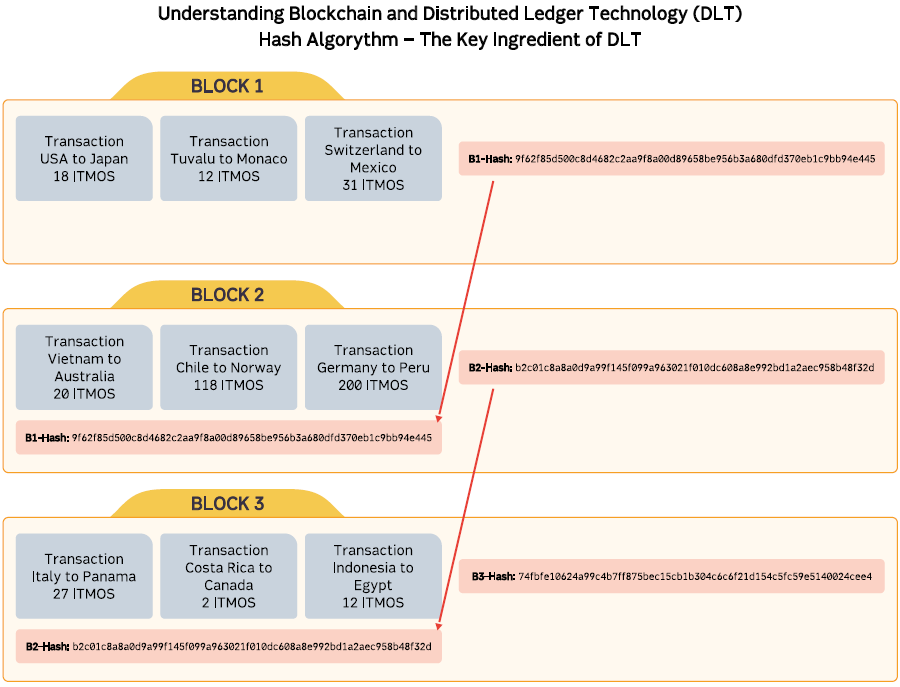 Understanding Blockchain and Distributed Ledger Technology (DLT)
Hash Algorythm – The Key Ingredient of DLT
BLOCK 1
Transaction
USA to Japan
18 ITMOS
Transaction
Tuvalu to Monaco
12 ITMOS
Transaction
Switzerland to
Mexico
31 ITMOS
B1-Hash: 9f62f85d500c8d4682c2aa9f8a00d89658be956b3a680dfd370eb1c9bb94e445
BLOCK 2
Transaction
Vietnam to
Australia
20 ITMOS
Transaction
Chile to Norway
118 ITMOS
Transaction
Germany to Peru
200 ITMOS
B2-Hash: b2c01c8a8a0d9a99f145f099a963021f010dc608a8e992bd1a2aec958b48f32d
B1-Hash: 9f62f85d500c8d4682c2aa9f8a00d89658be956b3a680dfd370eb1c9bb94e445
BLOCK 3
Transaction
Italy to Panama
27 ITMOS
Transaction
Costa Rica to
Canada
2 ITMOS
Transaction
Indonesia to
Egypt
12 ITMOS
B3-Hash: 74fbfe10624a99c4b7ff875bec15cb1b304c6c6f21d154c5fc59e5140024cee4
B2-Hash: b2c01c8a8a0d9a99f145f099a963021f010dc608a8e992bd1a2aec958b48f32d